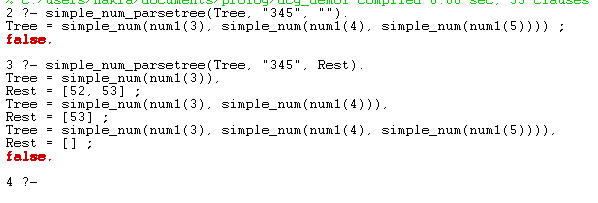 2 ?- simple_num_parsetree(Tree, "345", "").
Tree = simple_num(num1(3), simple_num(num1(4), simple_num(num1(5)))) ;
false.
3 ?- simple_num_parsetree(Tree, "345", Rest).
Tree = simple_num(num1(3)),
Rest = [52, 53] ;
Tree = simple_num(num1(3), simple_num(num1(4))),
Rest = [53] ;
Tree = simple_num(num1(3), simple_num(num1(4), simple_num(num1(5)))),
Rest = [] ;
false.
4 ?-